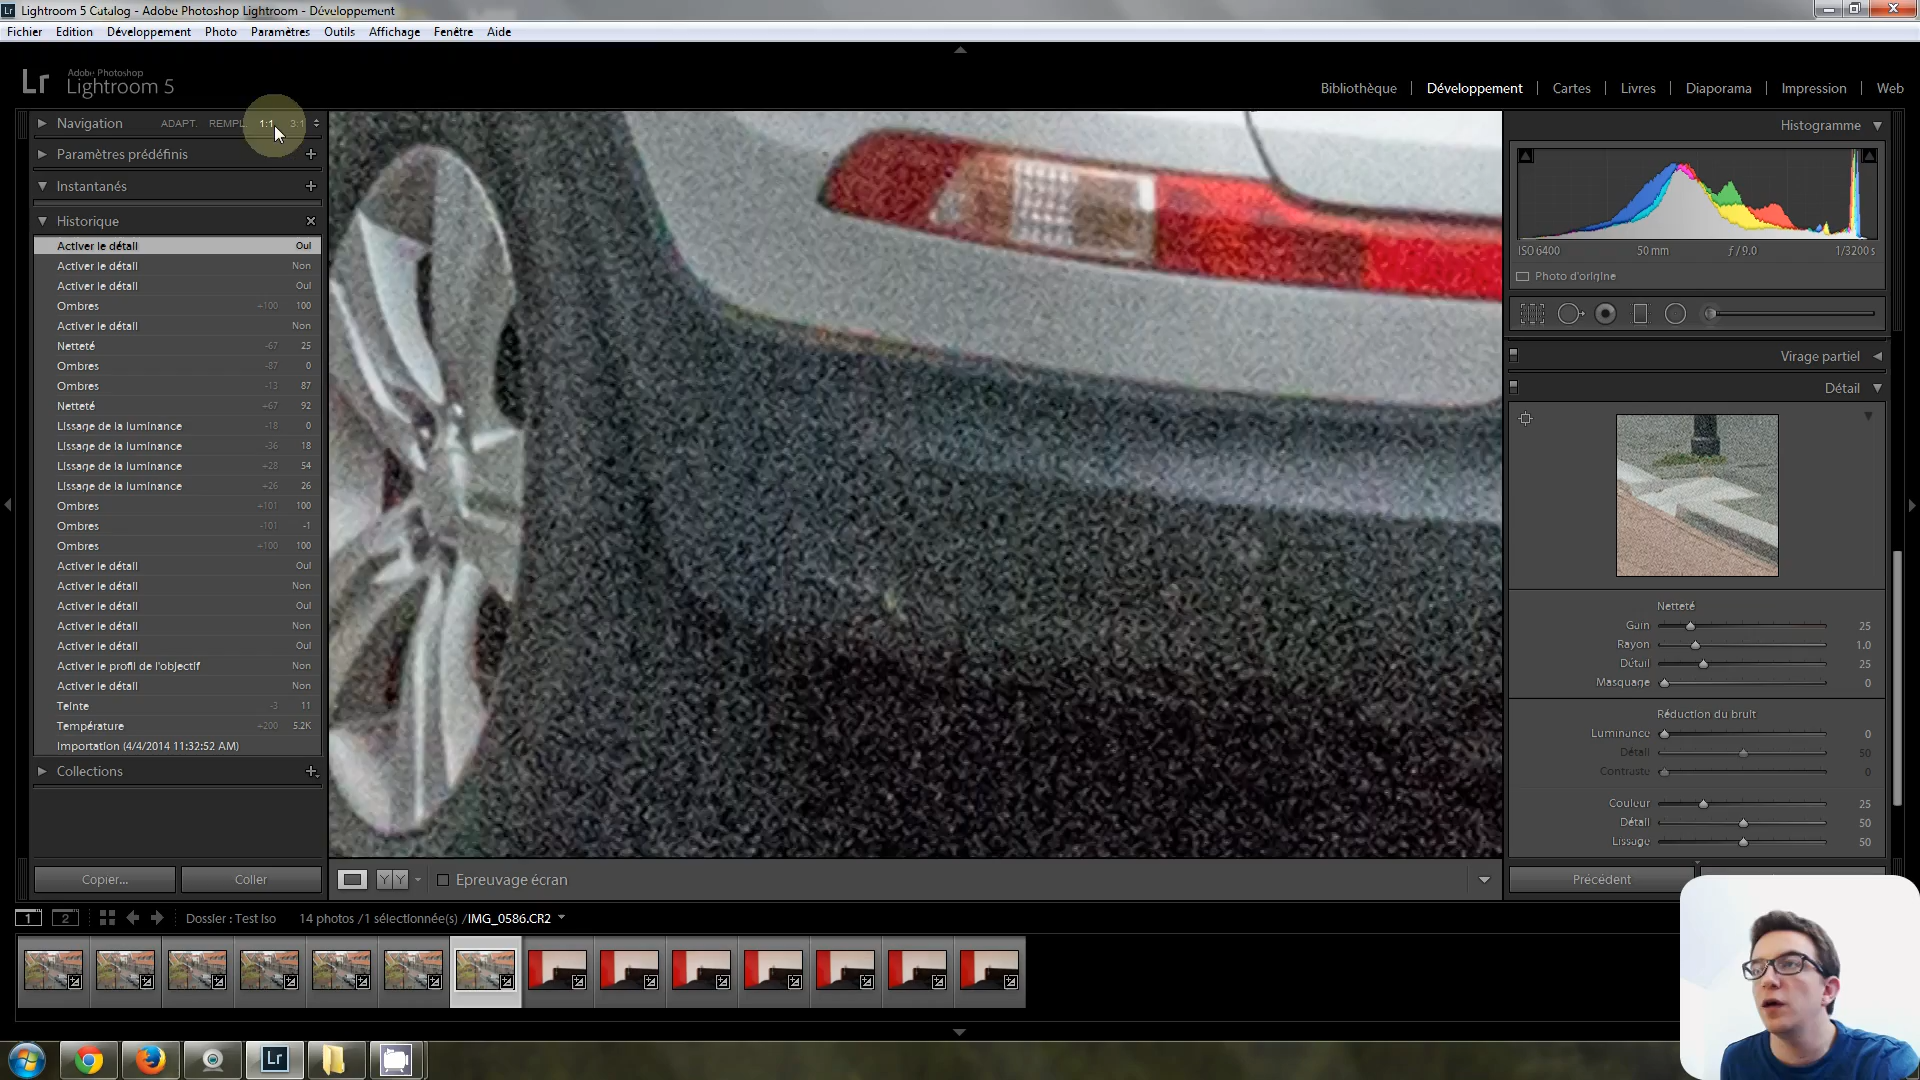 Lightroom 5 Catalog - Adobe Photoshop Lightroom - Développement
Fichier Edition Développement Photo Paramètres Outils Affichage Fenêtre Aide
Lr Adobe Photoshop Lightroom 5
Bibliothèque | Développement | Cartes | Livres | Diaporama | Impression | Web
Navigation ADAPT. REMPL. 1:1 3:1
Paramètres prédéfinis
Instantanés
Historique
Activer le détail Oui
Activer le détail Non
Activer le détail Oui
Ombres +100 100
Activer le détail Non
Netteté -67 25
Ombres -87 0
Ombres -13 87
Netteté +67 92
Lissage de la luminance -18 0
Lissage de la luminance -36 18
Lissage de la luminance +28 54
Lissage de la luminance +26 26
Ombres +101 100
Ombres -101 -1
Ombres +100 100
Activer le détail Oui
Activer le détail Non
Activer le détail Oui
Activer le détail Non
Activer le détail Oui
Activer le profil de l'objectif Non
Activer le détail Non
Teinte -3 11
Température +200 5.2K
Importation (4/4/2014 11:32:52 AM)
Collections
Copier... Coller
Histogramme
ISO 6400 50 mm ƒ / 9.0 1/3200 s
Photo d'origine
Virage partiel
Détail
Netteté
Gain 25
Rayon 1.0
Détail 25
Masquage 0
Réduction du bruit
Luminance 0
Détail 50
Contraste 0
Couleur 25
Détail 50
Lissage 50
Précédent
YY Epreuvage écran
1 2 Dossier : Test iso 14 photos / 1 sélectionnée(s) / IMG_0586.CR2
Lr